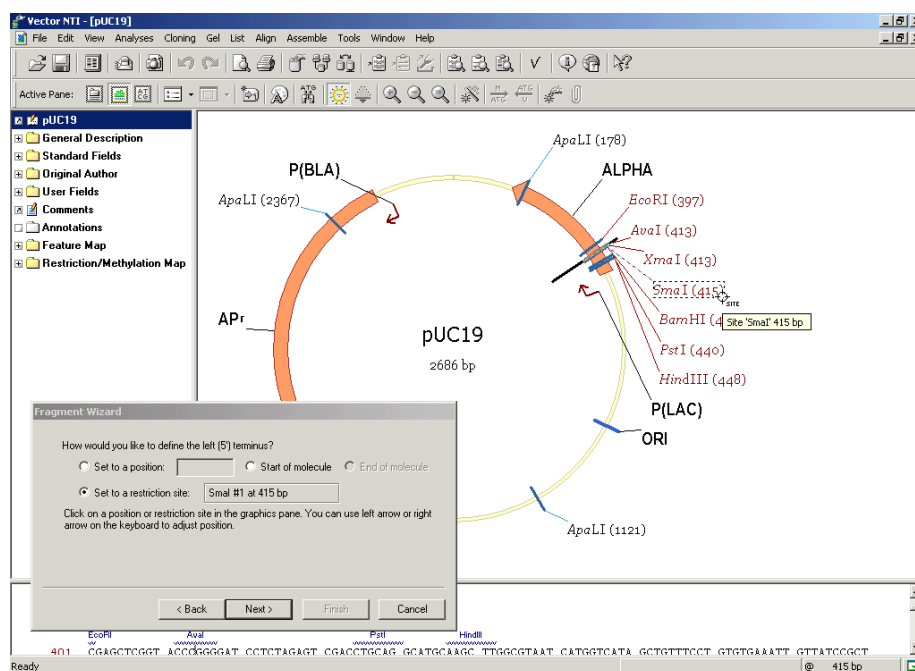 Vector NTI - [pUC19]
File Edit View Analyses Cloning Gel List Align Assemble Tools Window Help
Active Pane:
pUC19
General Description
Standard Fields
Original Author
User Fields
Comments
Annotations
Feature Map
Restriction/Methylation Map
ApaLI (178)
P(BLA)
ALPHA
ApaLI (2367)
EcoRI (397)
AvaI (413)
XmaI (413)
SmaI (415)
SITE
BamHI
Site 'SmaI' 415 bp
APr
pUC19
2686 bp
PstI (440)
HindIII (448)
P(LAC)
ORI
ApaLI (1121)
Fragment Wizard
How would you like to define the left (5') terminus?
Set to a position: Start of molecule End of molecule
Set to a restriction site: SmaI #1 at 415 bp
Click on a position or restriction site in the graphics pane. You can use left arrow or right
arrow on the keyboard to adjust position.
< Back Next > Finish Cancel
EcoRI AvaI PstI HindIII
401 CGAGCTCGGT ACCCGGGGAT CCTCTAGAGT CGACCTGCAG GCATGCAAGC TTGGCGTAAT CATGGTCATA GCTGTTTCCT GTGTGAAATT GTTATCCGCT
Ready @ 415 bp